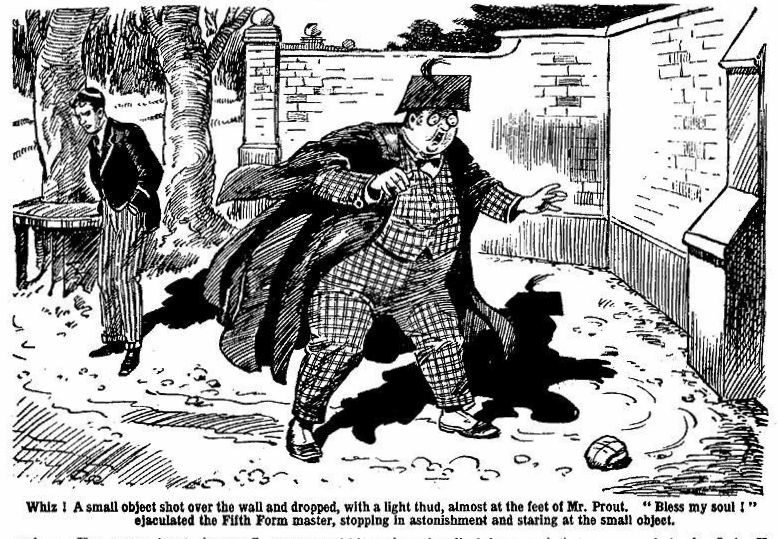 Whiz ! A small object shot over the wall and dropped, with a light thud, almost at the feet of Mr. Prout. " Bless my soul ! "
ejaculated the Fifth Form master, stopping in astonishment and staring at the small object.